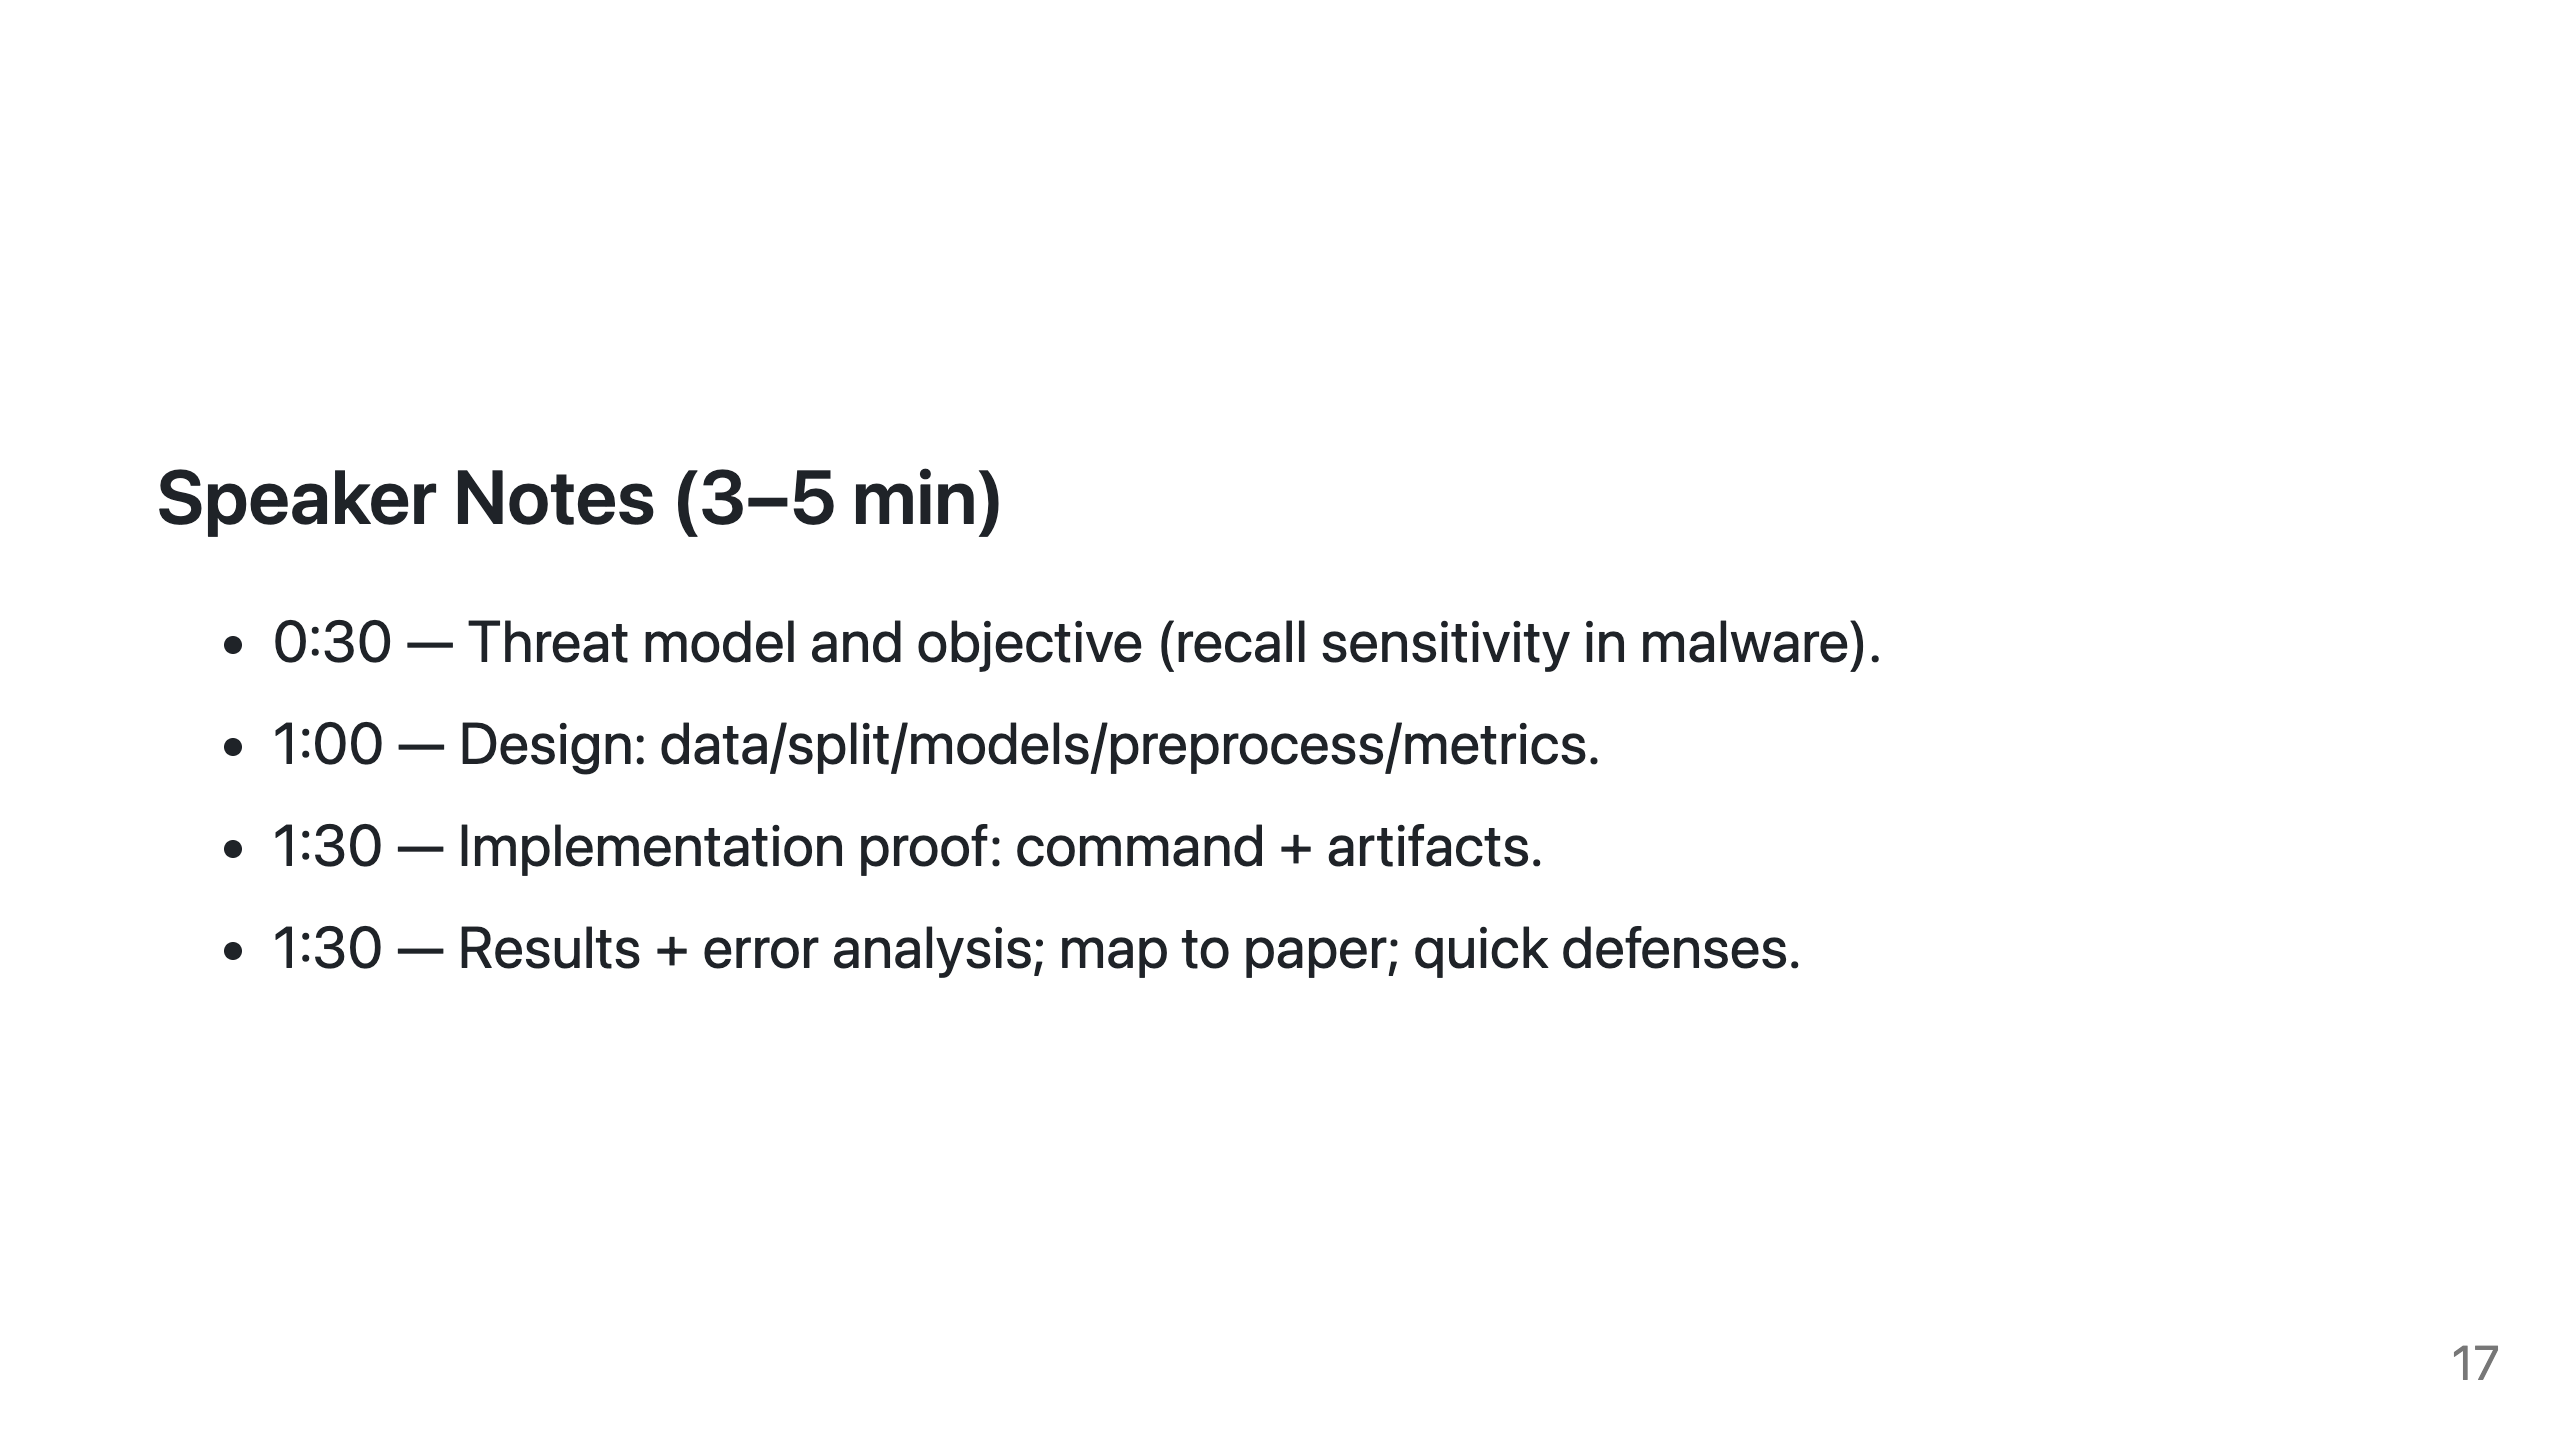 Speaker Notes (3–5 min)
• 0:30 — Threat model and objective (recall sensitivity in malware).
• 1:00 — Design: data/split/models/preprocess/metrics.
• 1:30 — Implementation proof: command + artifacts.
• 1:30 — Results + error analysis; map to paper; quick defenses.
17